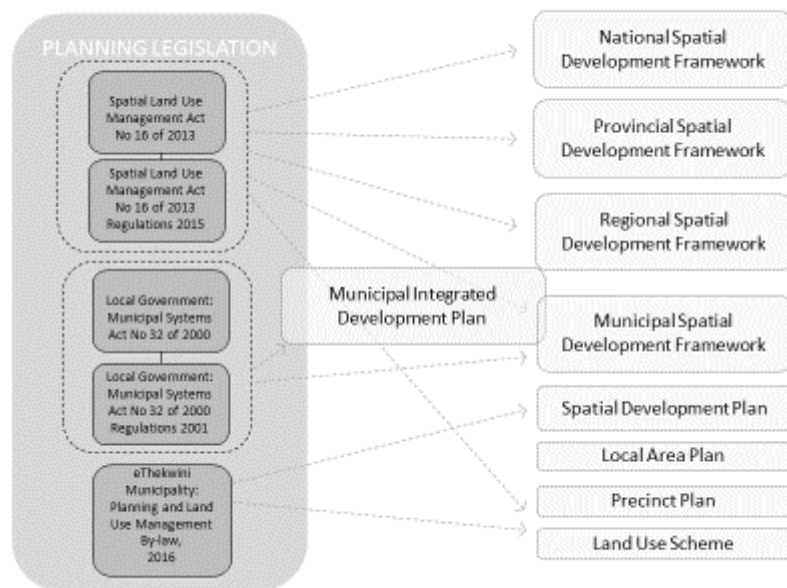 PLANNING LEGISLATION
Spatial Land Use
Management Act
No 16 of 2013
Spatial Land Use
Management Act
No 16 of 2013
Regulations 2015
Local Government:
Municipal Systems
Act No 32 of 2000
Local Government:
Municipal Systems
Act No 32 of 2000
Regulations 2001
eThekwini
Municipality:
Planning and Land
Use Management
By-law,
2016
Municipal Integrated
Development Plan
National Spatial
Development Framework
Provincial Spatial
Development Framework
Regional Spatial
Development Framework
Municipal Spatial
Development Framework
Spatial Development Plan
Local Area Plan
Precinct Plan
Land Use Scheme